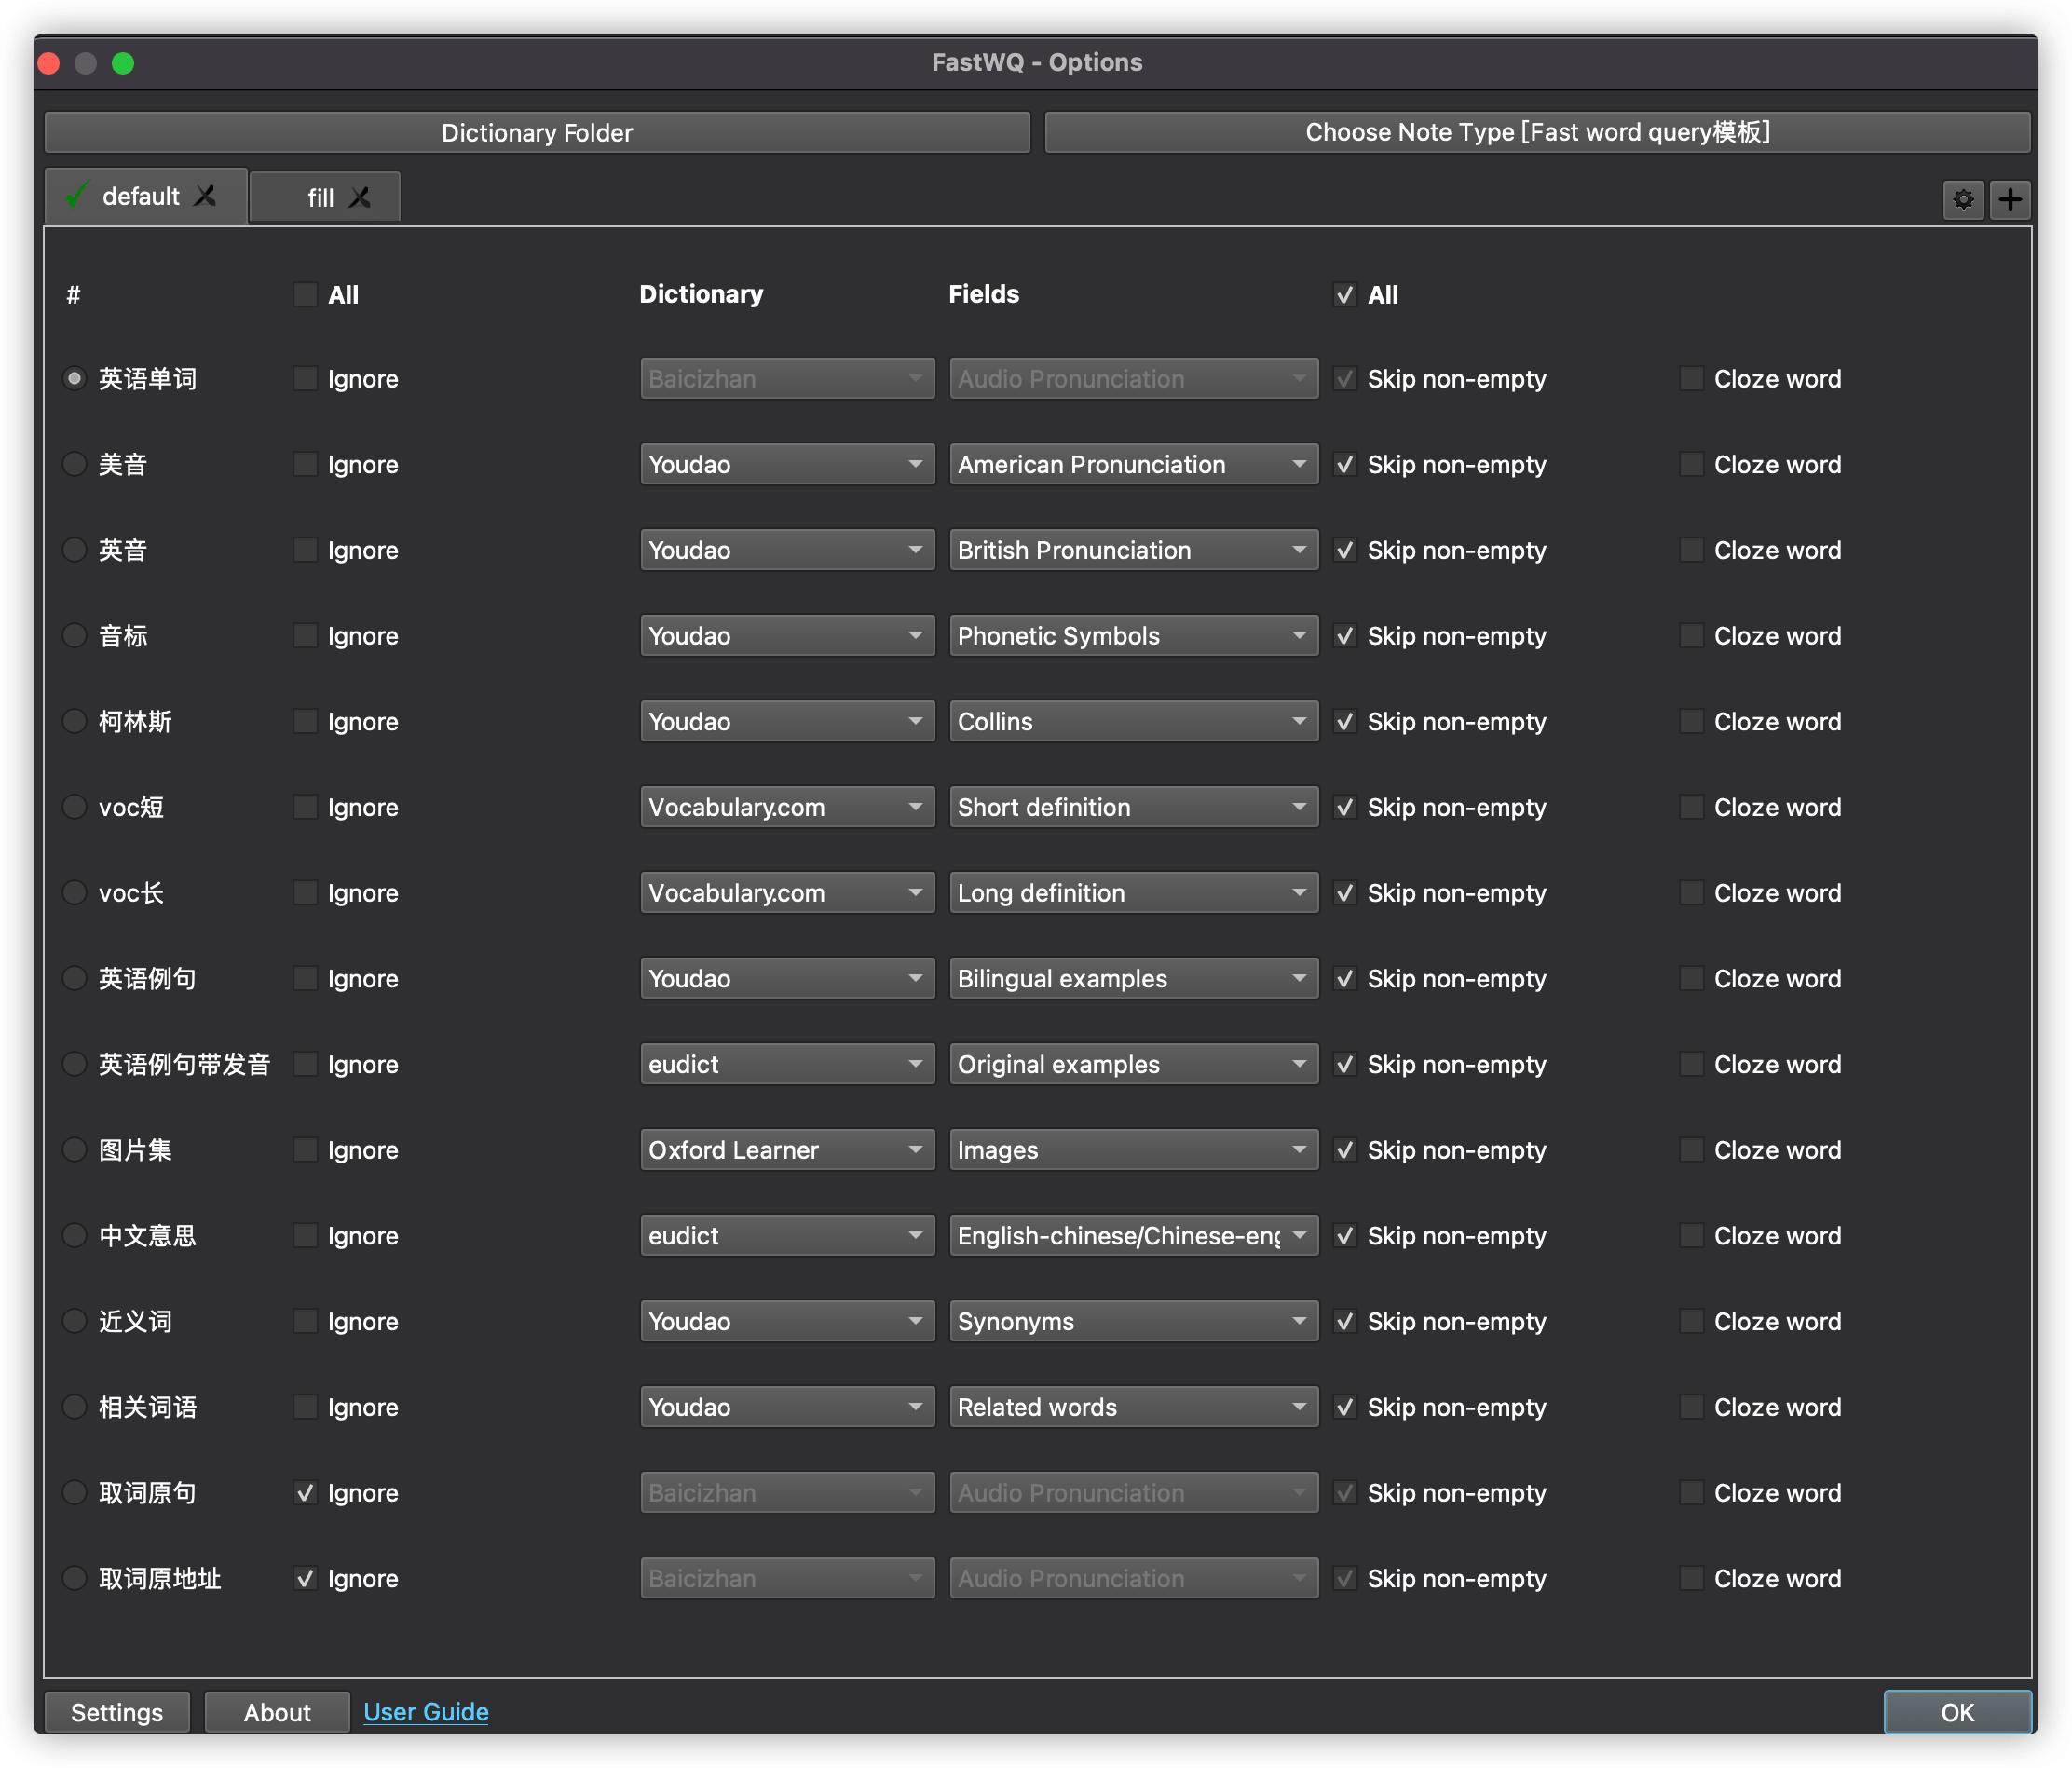 FastWQ - Options
Dictionary Folder Choose Note Type [Fast word query模板]
default fill
# All Dictionary Fields All
英语单词 Ignore Baicizhan Audio Pronunciation Skip non-empty Cloze word
美音 Ignore Youdao American Pronunciation Skip non-empty Cloze word
英音 Ignore Youdao British Pronunciation Skip non-empty Cloze word
音标 Ignore Youdao Phonetic Symbols Skip non-empty Cloze word
柯林斯 Ignore Youdao Collins Skip non-empty Cloze word
voc短 Ignore Vocabulary.com Short definition Skip non-empty Cloze word
voc长 Ignore Vocabulary.com Long definition Skip non-empty Cloze word
英语例句 Ignore Youdao Bilingual examples Skip non-empty Cloze word
英语例句带发音 Ignore eudict Original examples Skip non-empty Cloze word
图片集 Ignore Oxford Learner Images Skip non-empty Cloze word
中文意思 Ignore eudict English-chinese/Chinese-eng Skip non-empty Cloze word
近义词 Ignore Youdao Synonyms Skip non-empty Cloze word
相关词语 Ignore Youdao Related words Skip non-empty Cloze word
取词原句 Ignore Baicizhan Audio Pronunciation Skip non-empty Cloze word
取词原地址 Ignore Baicizhan Audio Pronunciation Skip non-empty Cloze word
Settings About User Guide OK